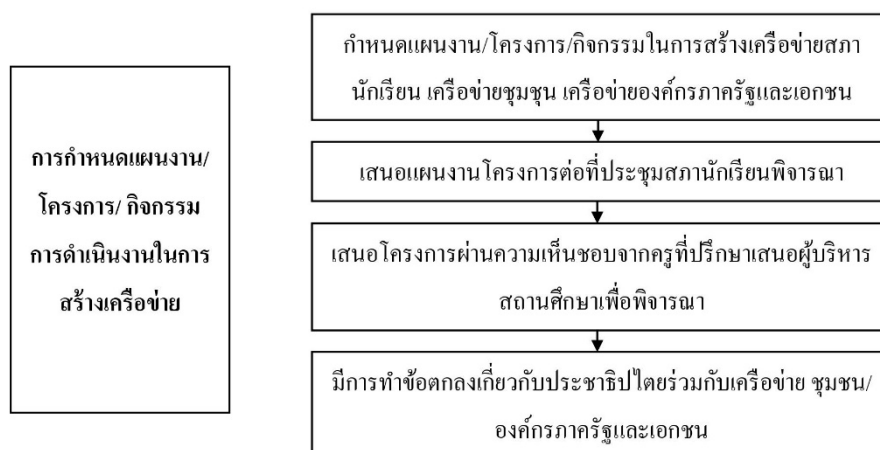 การกำหนดแผนงาน/
โครงการ/ กิจกรรม
การดำเนินงานในการ
สร้างเครือข่าย
กำหนดแผนงาน/โครงการ/กิจกรรมในการสร้างเครือข่ายสภา
นักเรียน เครือข่ายชุมชุน เครือข่ายองค์กรภาครัฐและเอกชน
เสนอแผนงานโครงการต่อที่ประชุมสภานักเรียนพิจารณา
เสนอโครงการผ่านความเห็นชอบจากครูที่ปรึกษาเสนอผู้บริหาร
สถานศึกษาเพื่อพิจารณา
มีการทำข้อตกลงเกี่ยวกับประชาธิปไตยร่วมกับเครือข่าย ชุมชน/
องค์กรภาครัฐและเอกชน